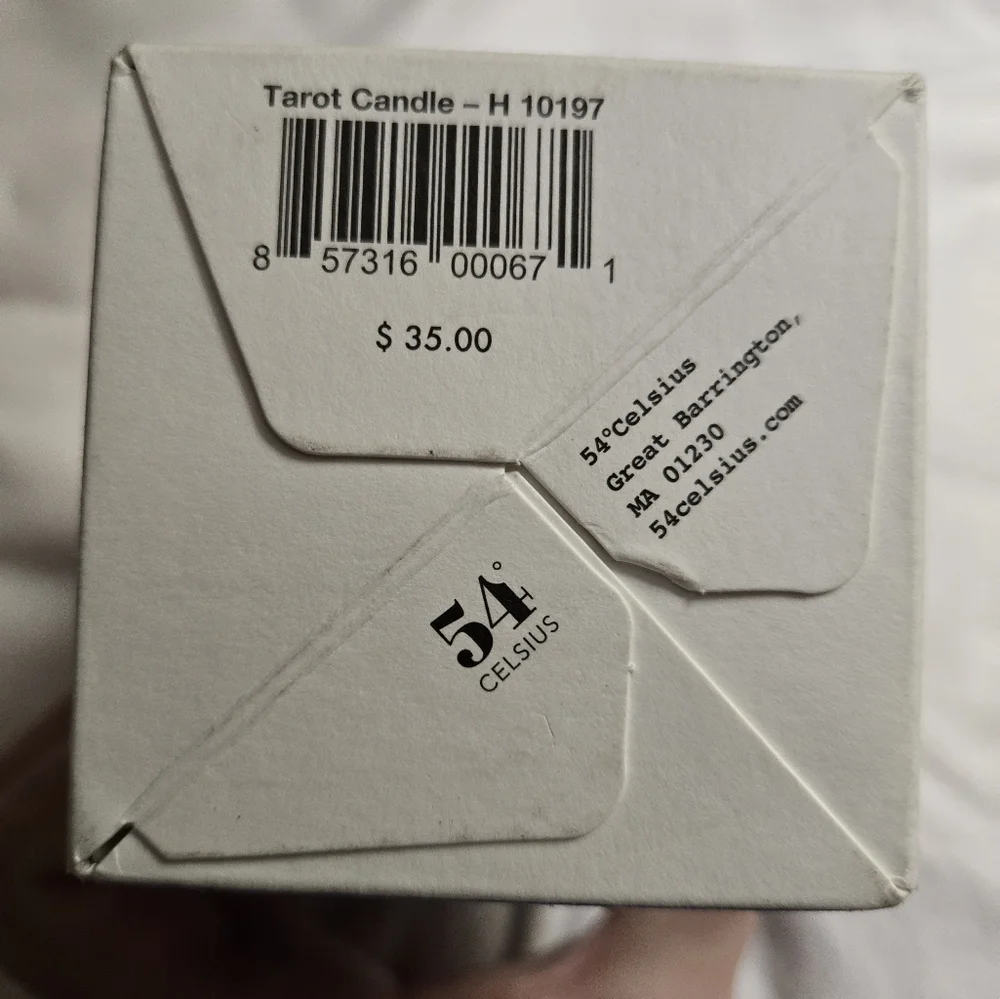 Tarot Candle – H 10197
8 57316 00067 1
$ 35.00
54°Celsius
Great Barrington,
MA 01230
54celsius.com
54°H
CELSIUS